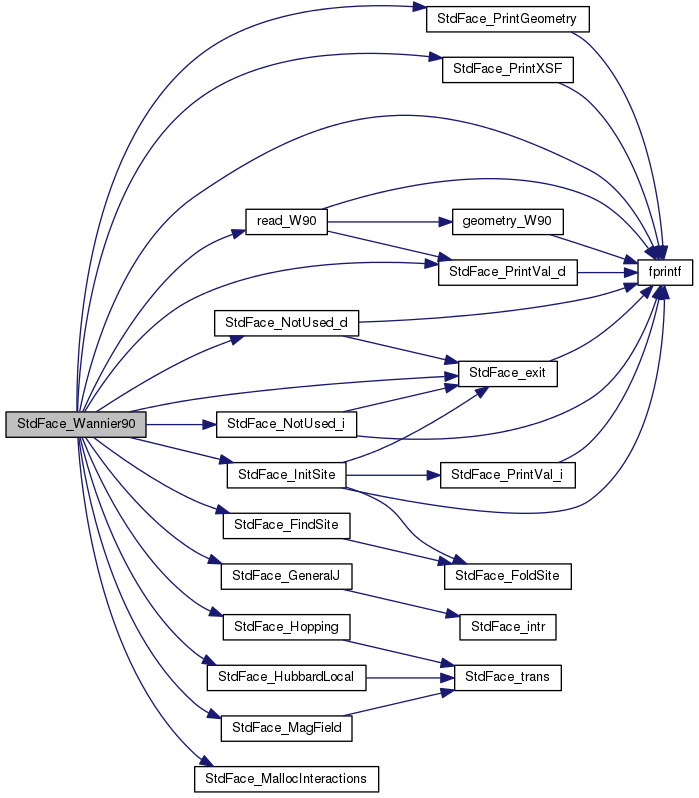 StdFace_PrintGeometry
StdFace_PrintXSF
read_W90
geometry_W90
StdFace_PrintVal_d
fprintf
StdFace_NotUsed_d
StdFace_exit
StdFace_Wannier90
StdFace_NotUsed_i
StdFace_InitSite
StdFace_PrintVal_i
StdFace_FindSite
StdFace_GeneralJ
StdFace_FoldSite
StdFace_Hopping
StdFace_intr
StdFace_HubbardLocal
StdFace_trans
StdFace_MagField
StdFace_MallocInteractions